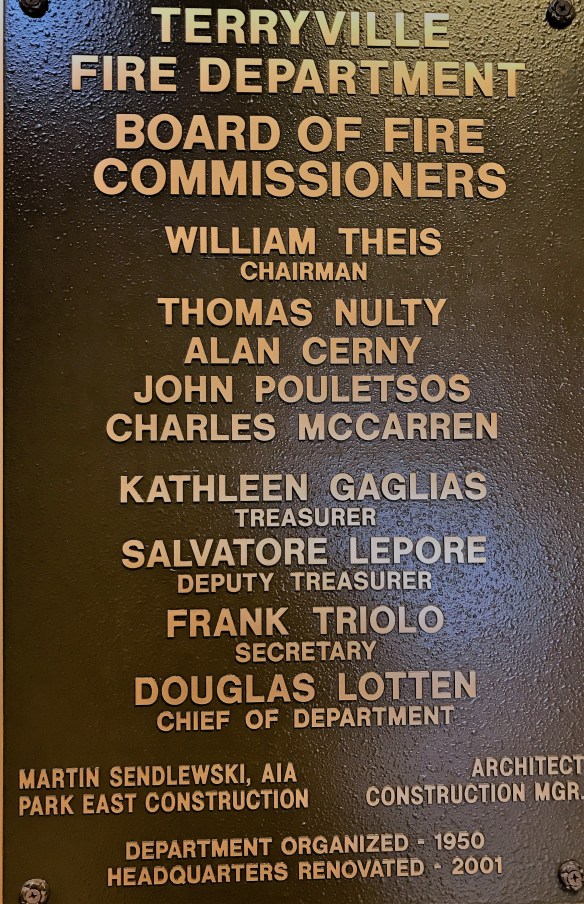 TERRYVILLE
FIRE DEPARTMENT
BOARD OF FIRE
COMMISSIONERS
WILLIAM THEIS
CHAIRMAN
THOMAS NULTY
ALAN CERNY
JOHN POULETSOS
CHARLES MCCARREN
KATHLEEN GAGLIAS
TREASURER
SALVATORE LEPORE
DEPUTY TREASURER
FRANK TRIOLO
SECRETARY
DOUGLAS LOTTEN
CHIEF OF DEPARTMENT
MARTIN SENDLEWSKI, AIA ARCHITECT
PARK EAST CONSTRUCTION CONSTRUCTION MGR.
DEPARTMENT ORGANIZED - 1950
HEADQUARTERS RENOVATED - 2001